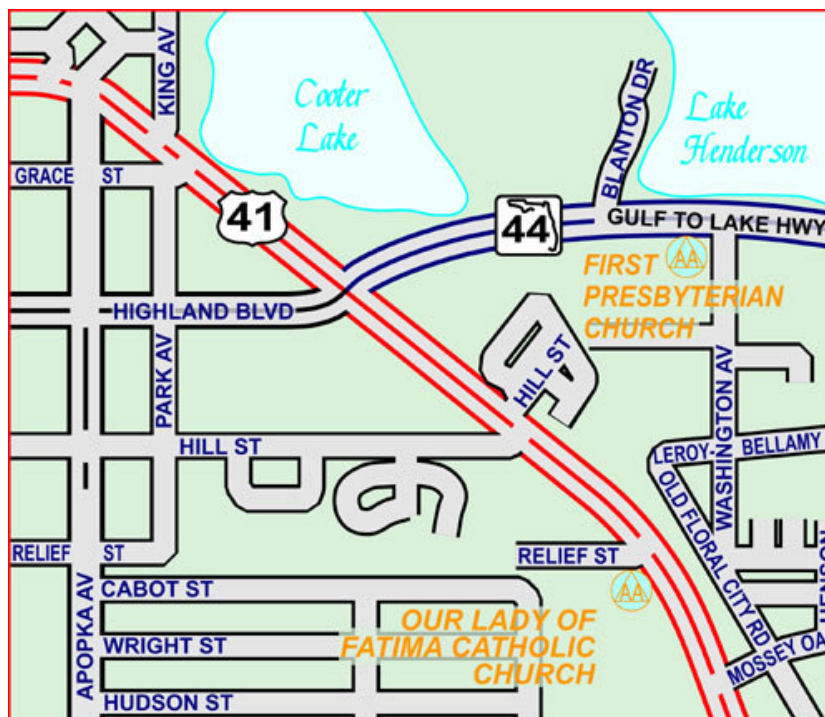 KING AV
Cooter
Lake
BLANTON DR
Lake
Henderson
GRACE ST
41
44
GULF TO LAKE HWY
AA
FIRST
PRESBYTERIAN
CHURCH
HIGHLAND BLVD
PARK AV
HILL ST
WASHINGTON AV
HILL ST
LEROY-BELLAMY
OLD FLORAL CITY RD
RELIEF ST
RELIEF ST
CABOT ST
AA
OUR LADY OF
FATIMA CATHOLIC
CHURCH
WRIGHT ST
APOPKA AV
HUDSON ST
MOSSEY OA
HENSON